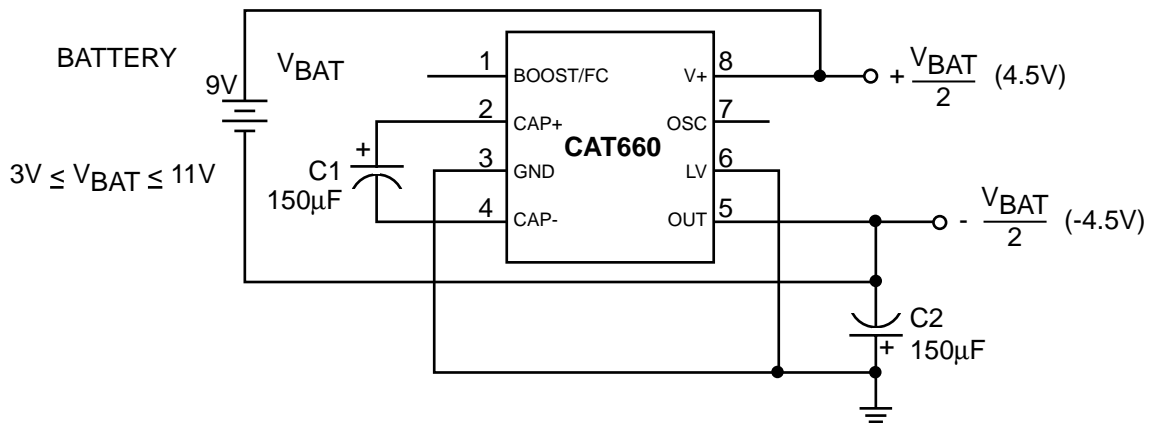 BATTERY
9V
VBAT
3V ≤ VBAT ≤ 11V
+
C1
150µF
1
2
3
4
BOOST/FC
CAP+
GND
CAP-
CAT660
V+
OSC
LV
OUT
8
7
6
5
+ VBAT/2 (4.5V)
- VBAT/2 (-4.5V)
C2
+
150µF